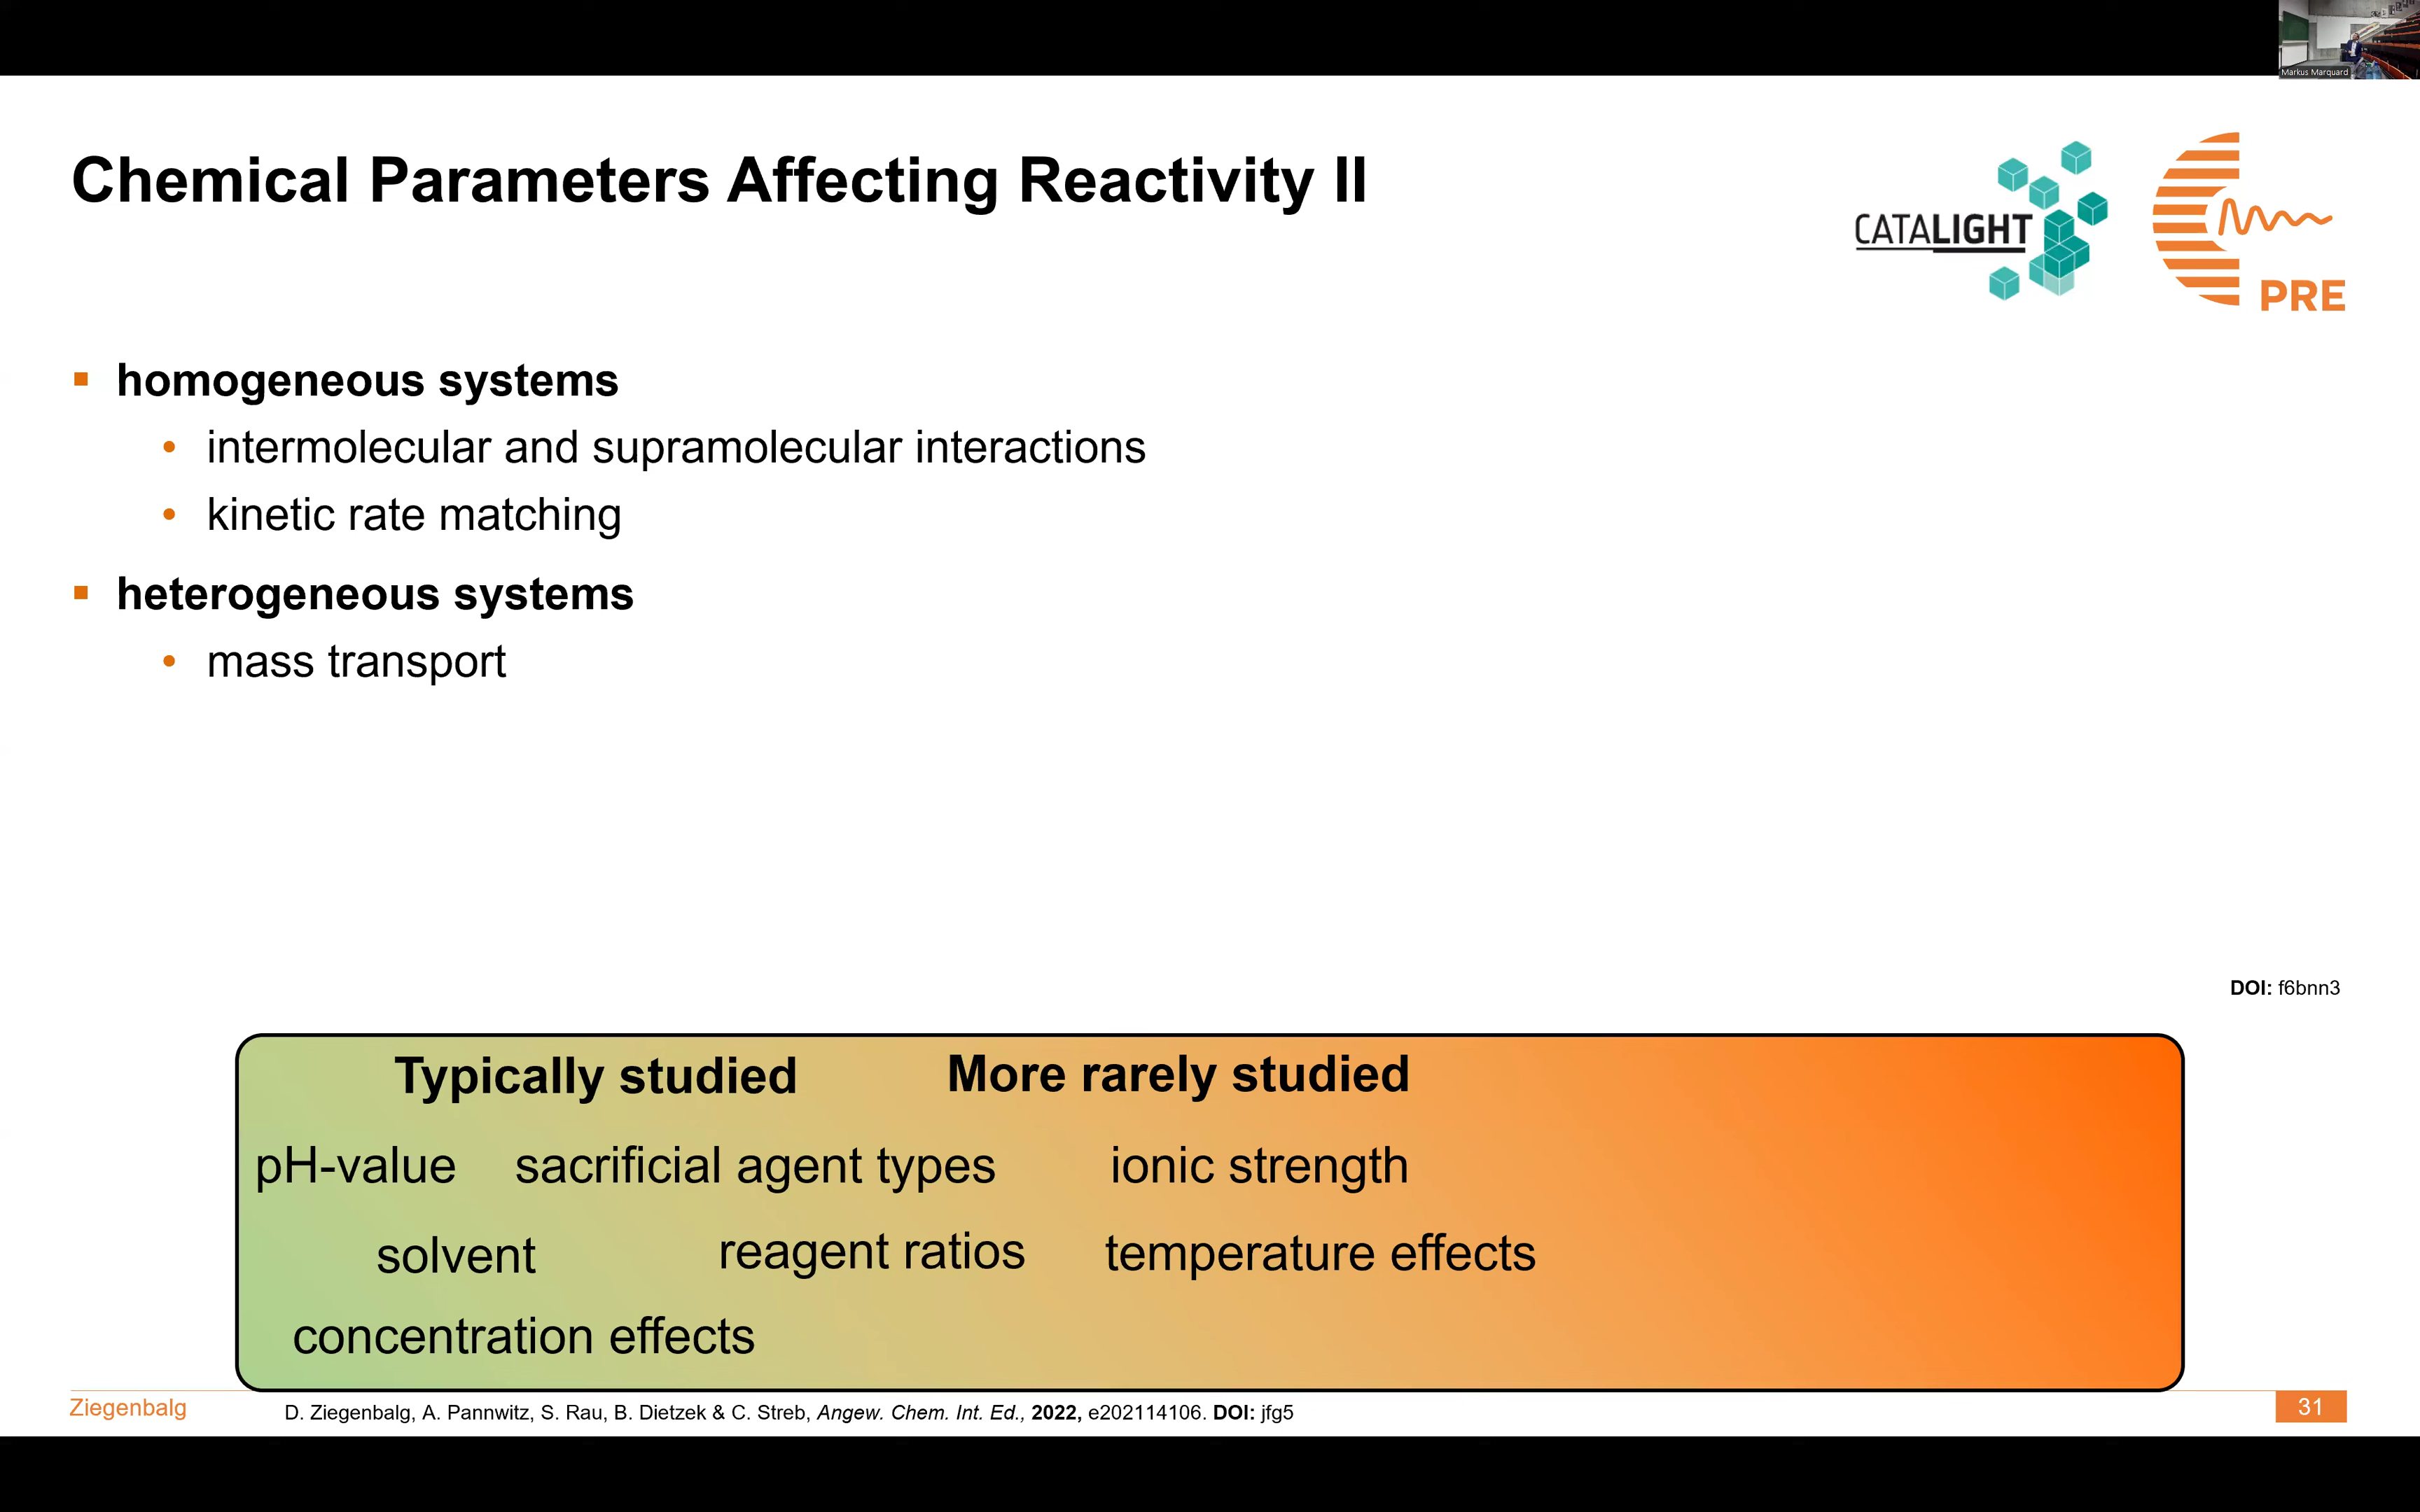 Markus Marquard
Chemical Parameters Affecting Reactivity II
CATALIGHT
PRE
homogeneous systems
intermolecular and supramolecular interactions
kinetic rate matching
heterogeneous systems
mass transport
DOI: f6bnn3
Typically studied
More rarely studied
pH-value
sacrificial agent types
ionic strength
solvent
reagent ratios
temperature effects
concentration effects
Ziegenbalg
D. Ziegenbalg, A. Pannwitz, S. Rau, B. Dietzek & C. Streb, Angew. Chem. Int. Ed., 2022, e202114106. DOI: jfg5
31